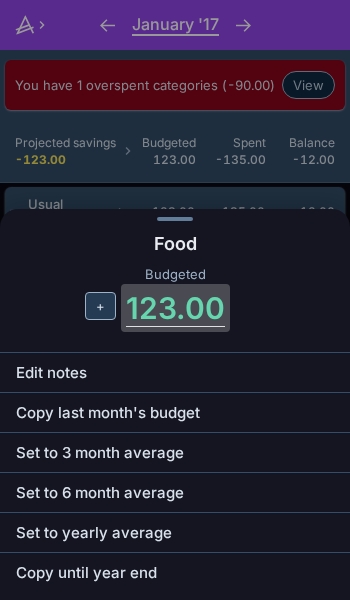 January '17
You have 1 overspent categories (-90.00) View
Projected savings Budgeted Spent Balance
-123.00 123.00 -135.00 -12.00
Usual
Food
Budgeted
+ 123.00
Edit notes
Copy last month's budget
Set to 3 month average
Set to 6 month average
Set to yearly average
Copy until year end